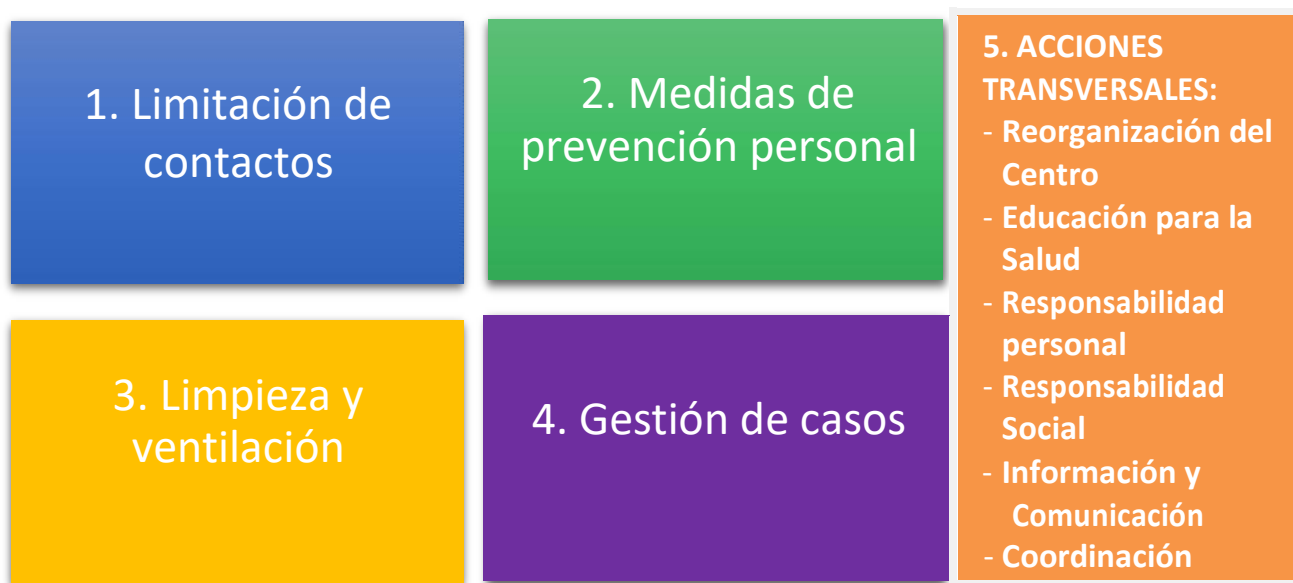 1. Limitación de
contactos
2. Medidas de
prevención personal
3. Limpieza y
ventilación
4. Gestión de casos
5. ACCIONES
TRANSVERSALES:
- Reorganización del
Centro
- Educación para la
Salud
- Responsabilidad
personal
- Responsabilidad
Social
- Información y
Comunicación
- Coordinación